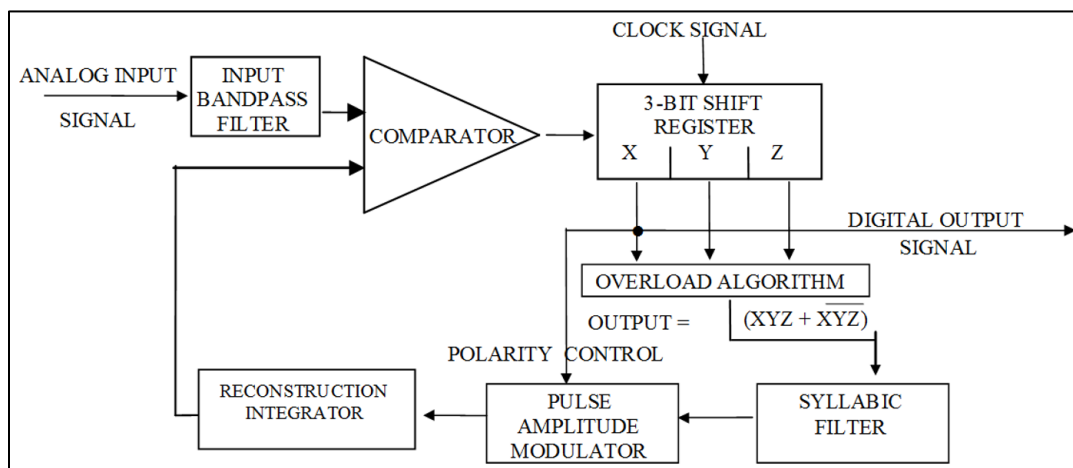 CLOCK SIGNAL
ANALOG INPUT
SIGNAL
INPUT
BANDPASS
FILTER
COMPARATOR
3-BIT SHIFT
REGISTER
X Y Z
DIGITAL OUTPUT
SIGNAL
OVERLOAD ALGORITHM
OUTPUT = (XYZ + X̅Y̅Z̅)
POLARITY CONTROL
RECONSTRUCTION
INTEGRATOR
PULSE
AMPLITUDE
MODULATOR
SYLLABIC
FILTER